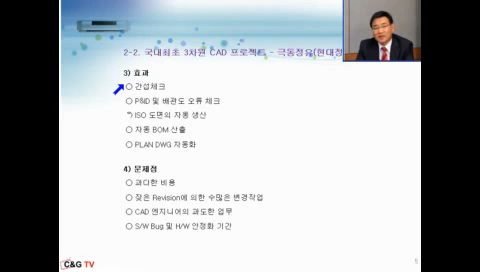 2-2. 국내최초 3차원 CAD 프로젝트 - 극동정유(현대정
3) 효과
○ 간섭체크
○ P&ID 및 배관도 오류 체크
ISO 도면의 자동 생산
○ 자동 BOM 산출
○ PLAN DWG 자동화
4) 문제점
○ 과다한 비용
○ 잦은 Revision에 의한 수많은 변경작업
○ CAD 엔지니어의 과도한 업무
○ S/W Bug 및 H/W 안정화 기간
C&G TV